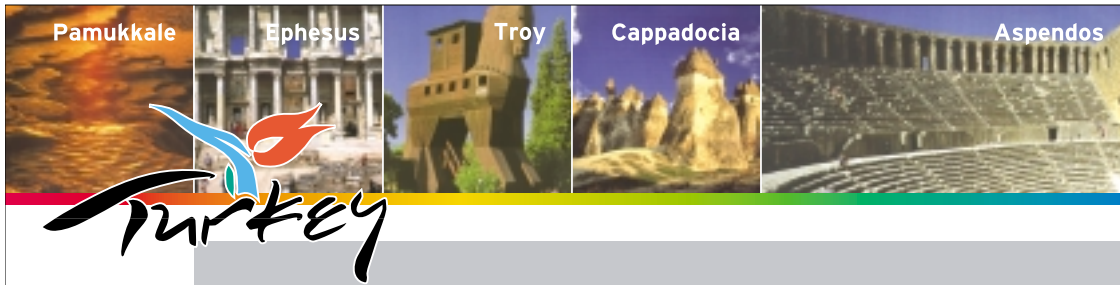 Pamukkale
Ephesus
Troy
Cappadocia
Aspendos
Turkey